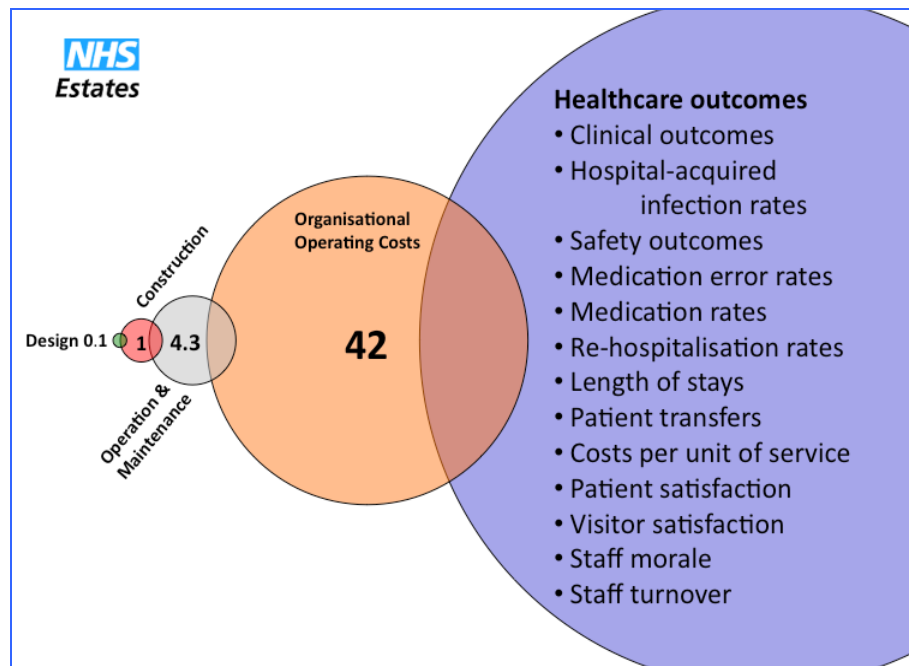 NHS
Estates
Design 0.1
Construction
1
4.3
Operation &
Maintenance
Organisational
Operating Costs
42
Healthcare outcomes
• Clinical outcomes
• Hospital-acquired
infection rates
• Safety outcomes
• Medication error rates
• Medication rates
• Re-hospitalisation rates
• Length of stays
• Patient transfers
• Costs per unit of service
• Patient satisfaction
• Visitor satisfaction
• Staff morale
• Staff turnover